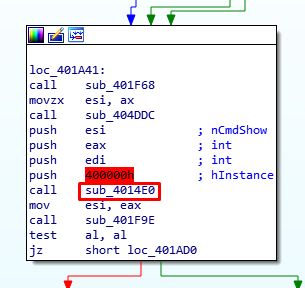 loc_401A41:
call sub_401F68
movzx esi, ax
call sub_404DDC
push esi ; nCmdShow
push eax ; int
push edi ; int
push 400000h ; hInstance
call sub_4014E0
mov esi, eax
call sub_401F9E
test al, al
jz short loc_401AD0